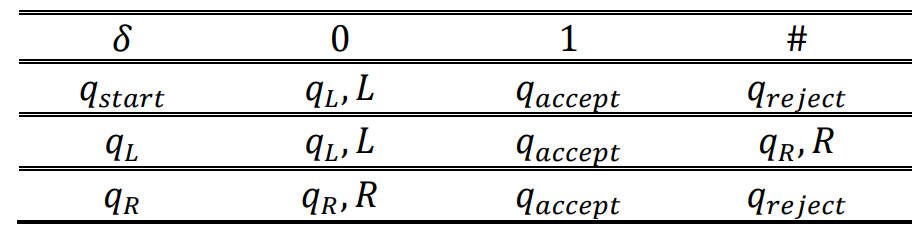 δ 0 1 #
q_start q_L, L q_accept q_reject
q_L q_L, L q_accept q_R, R
q_R q_R, R q_accept q_reject